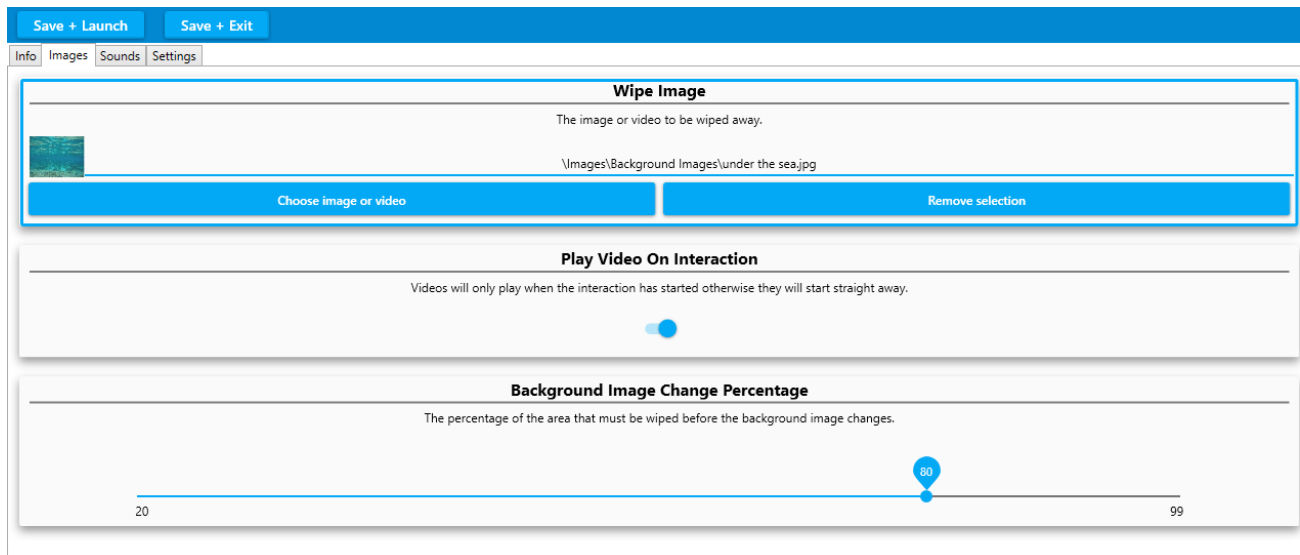 Save + Launch Save + Exit
Info Images Sounds Settings
Wipe Image
The image or video to be wiped away.
\Images\Background Images\under the sea.jpg
Choose image or video Remove selection
Play Video On Interaction
Videos will only play when the interaction has started otherwise they will start straight away.
Background Image Change Percentage
The percentage of the area that must be wiped before the background image changes.
80
20 99